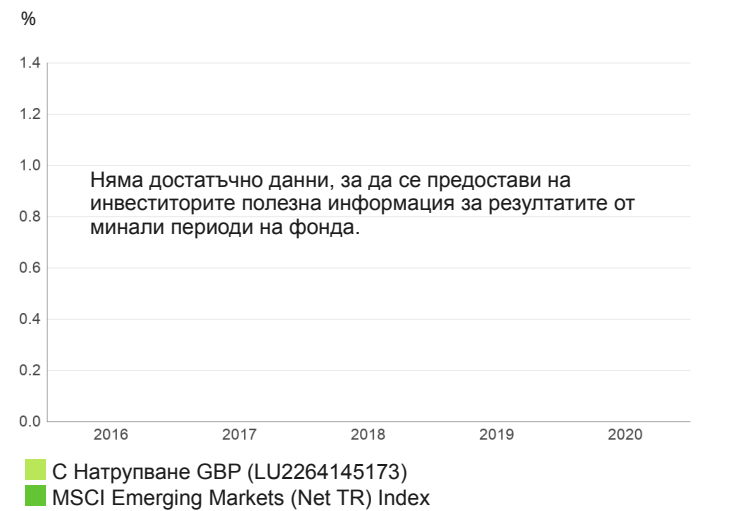 %
1.4
1.2
1.0
Няма достатъчно данни, за да се предостави на
инвеститорите полезна информация за резултатите от
минали периоди на фонда.
0.8
0.6
0.4
0.2
0.0
2016 2017 2018 2019 2020
C Натрупване GBP (LU2264145173)
MSCI Emerging Markets (Net TR) Index